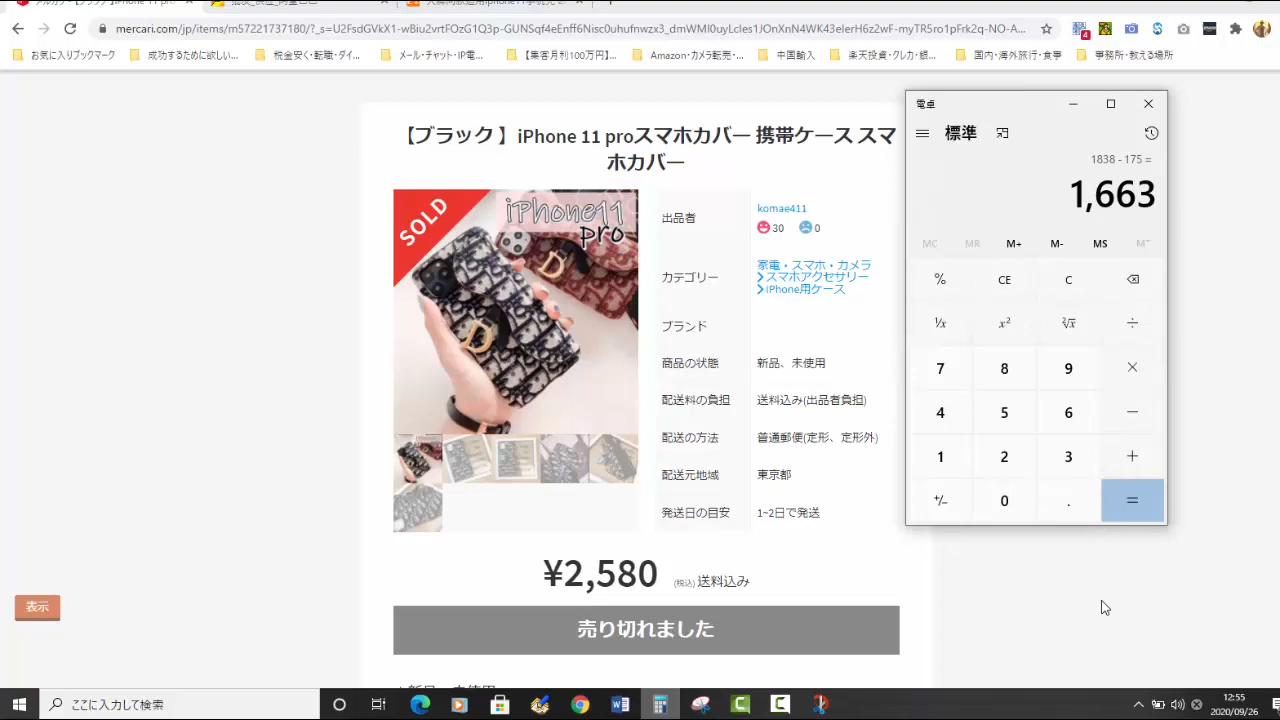 mercari.com/jp/items/m57221737180/?_s=U2FsdGVkX1
お気に入りブックマーク
成功するために欲しい...
税金安く・転職・ダイ...
メール・チャット・IP電...
【集客月利100万円】...
Amazon・カメラ転売・...
中国輸入
楽天投資・クレカ・銀...
国内・海外旅行・食事
事務所・教える場所
【ブラック 】iPhone 11 proスマホカバー 携帯ケース スマ
ホカバー
SOLD
iPhone11
pro
出品者
komae411
30
0
カテゴリー
家電・スマホ・カメラ
スマホアクセサリー
iPhone用ケース
ブランド
商品の状態
新品、未使用
配送料の負担
送料込み(出品者負担)
配送の方法
普通郵便(定形、定形外)
配送元地域
東京都
発送日の目安
1~2日で発送
¥2,580
(税込) 送料込み
売り切れました
表示
電卓
標準
1838 - 175 =
1,663
MC
MR
M+
M-
MS
%
CE
C
⌫
¹/x
x²
²√x
÷
7
8
9
×
4
5
6
−
1
2
3
+
+/-
0
.
=
ここに入力して検索
12:55
2020/09/26